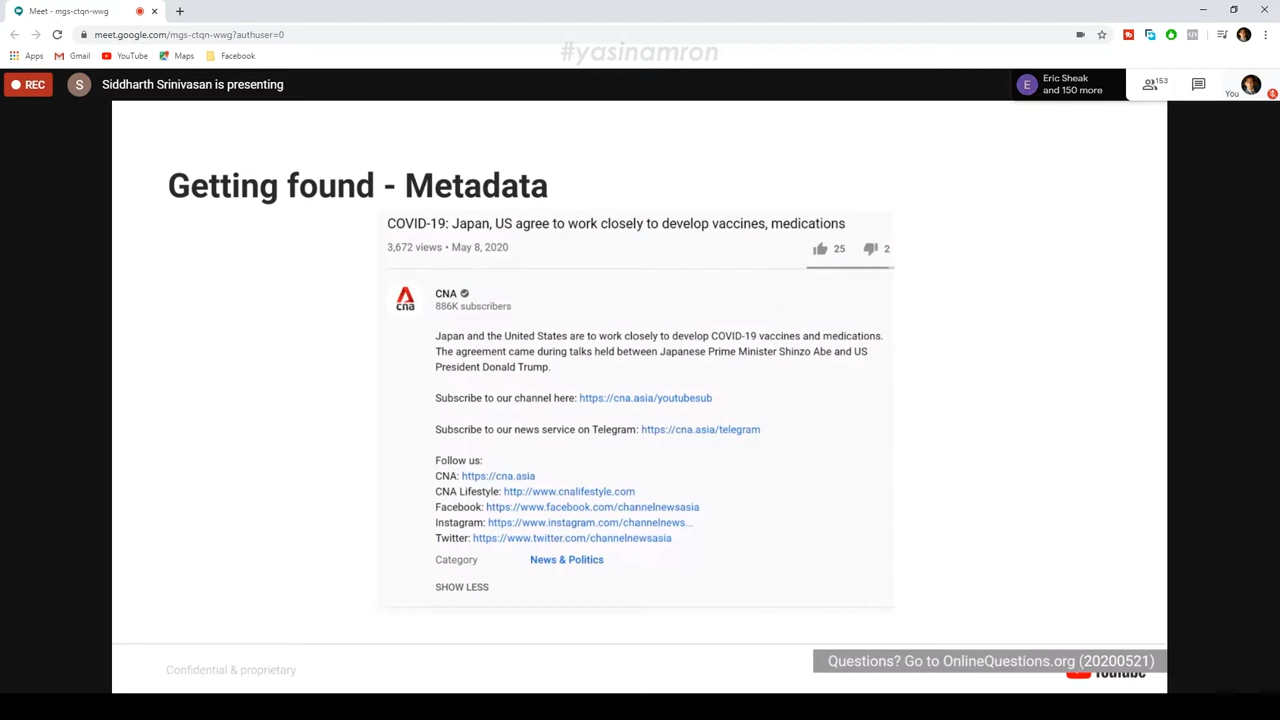 Meet - mgs-ctqn-wwg
meet.google.com/mgs-ctqn-wwg?authuser=0
Apps Gmail YouTube Maps Facebook
#yasinamron
REC
S
Siddharth Srinivasan is presenting
E
Eric Sheak
and 150 more
153
You
Getting found - Metadata
COVID-19: Japan, US agree to work closely to develop vaccines, medications
3,672 views • May 8, 2020
25 2
cna
CNA
886K subscribers
Japan and the United States are to work closely to develop COVID-19 vaccines and medications.
The agreement came during talks held between Japanese Prime Minister Shinzo Abe and US
President Donald Trump.
Subscribe to our channel here: https://cna.asia/youtubesub
Subscribe to our news service on Telegram: https://cna.asia/telegram
Follow us:
CNA: https://cna.asia
CNA Lifestyle: http://www.cnalifestyle.com
Facebook: https://www.facebook.com/channelnewsasia
Instagram: https://www.instagram.com/channelnews...
Twitter: https://www.twitter.com/channelnewsasia
Category News & Politics
SHOW LESS
Confidential & proprietary
Questions? Go to OnlineQuestions.org (20200521)
YouTube